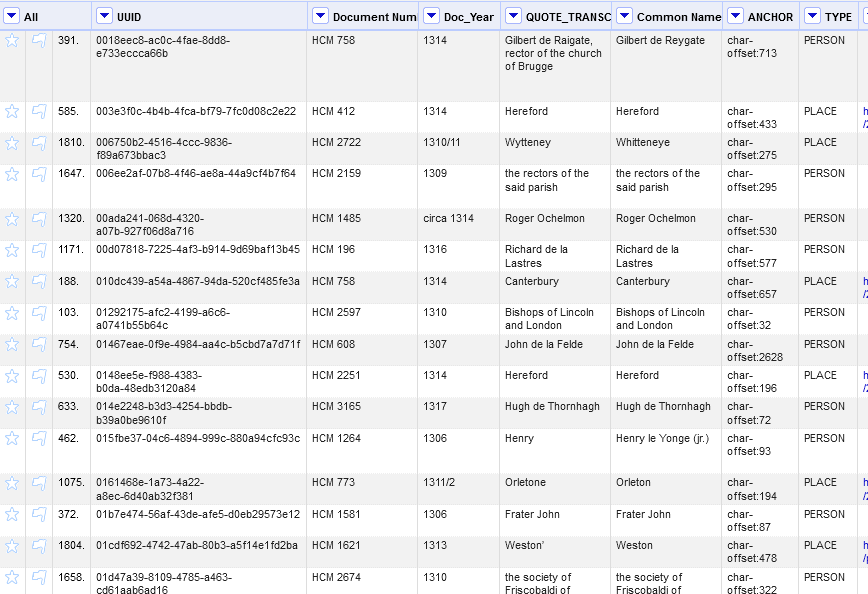 All UUID Document Num Doc_Year QUOTE_TRANSC Common Name ANCHOR TYPE
391. 0018eec8-ac0c-4fae-8dd8- HCM 758 1314 Gilbert de Raigate, Gilbert de Reygate char- PERSON
e733eccca66b rector of the church offset:713
of Brugge
585. 003e3f0c-4b4b-4fca-bf79-7fc0d08c2e22 HCM 412 1314 Hereford Hereford char- PLACE h
offset:433 /2
1810. 006750b2-4516-4ccc-9836- HCM 2722 1310/11 Wytteney Whitteneye char- PLACE
f89a673bbac3 offset:275
1647. 006ee2af-07b8-4f46-ae8a-44a9cf4b7f64 HCM 2159 1309 the rectors of the the rectors of the char- PERSON
said parish said parish offset:295
1320. 00ada241-068d-4320- HCM 1485 circa 1314 Roger Ochelmon Roger Ochelmon char- PERSON
a07b-927f06d8a716 offset:530
1171. 00d07818-7225-4af3-b914-9d69baf13b45 HCM 196 1316 Richard de la Richard de la char- PERSON
Lastres Lastres offset:577
188. 010dc439-a54a-4867-94da-520cf485fe3a HCM 758 1314 Canterbury Canterbury char- PLACE h
offset:657 /2
103. 01292175-afc2-4199-a6c6- HCM 2597 1310 Bishops of Lincoln Bishops of Lincoln char- PERSON
a0741b55b64c and London and London offset:32
754. 01467eae-0f9e-4984-aa4c-b5cbd7a7d71f HCM 608 1307 John de la Felde John de la Felde char- PERSON
offset:2628
530. 0148ee5e-f988-4383- HCM 2251 1314 Hereford Hereford char- PLACE h
b0da-48edb3120a84 offset:196 /2
633. 014e2248-b3d3-4254-bbdb- HCM 3165 1317 Hugh de Thornhagh Hugh de Thornhagh char- PERSON
b39a0be9610f offset:72
462. 015fbe37-04c6-4894-999c-880a94cfc93c HCM 1264 1306 Henry Henry le Yonge (jr.) char- PERSON
offset:93
1075. 0161468e-1a73-4a22- HCM 773 1311/2 Orletone Orleton char- PLACE h
a8ec-6d40ab32f381 offset:194 /2
372. 01b7e474-56af-43de-afe5-d0eb29573e12 HCM 1581 1306 Frater John Frater John char- PERSON
offset:87
1804. 01cdf692-4742-47ab-80b3-a5f14e1fd2ba HCM 1621 1313 Weston' Weston char- PLACE h
offset:478 /p
1658. 01d47a39-8109-4785-a463- HCM 2674 1310 the society of the society of char- PERSON
cd61aab6ad16 Friscobaldi of Friscobaldi of offset:322